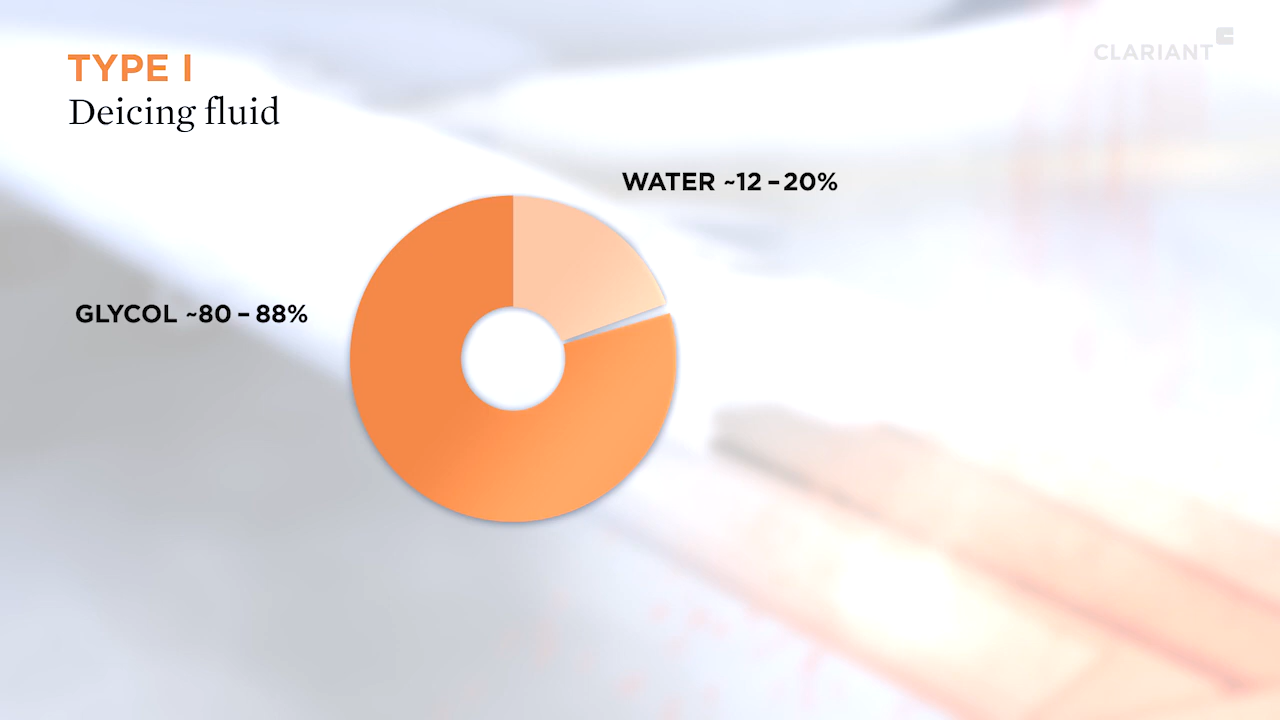 TYPE I
Deicing fluid
CLARIANT
WATER ~12 – 20%
GLYCOL ~80 – 88%